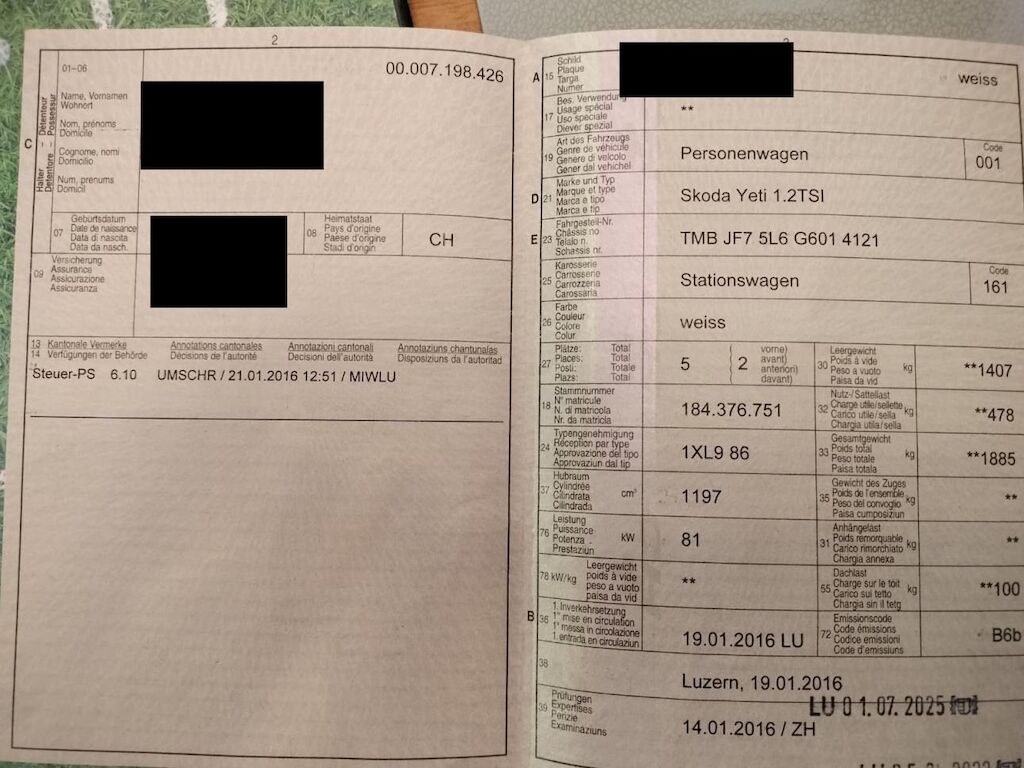 2
01-06
00.007.198.426
C
Halter Détenteur
Detentore Possessur
Name, Vornamen
Wohnort
Nom, prénoms
Domicile
Cognome, nomi
Domicilio
Num, prenums
Domicil
07
Geburtsdatum
Date de naissance
Data di nascita
Data da nasch.
08
Heimatstaat
Pays d'origine
Paese d'origine
Stadi d'origin
CH
09
Versicherung
Assurance
Assicurazione
Assicuranza
13 Kantonale Vermerke Annotations cantonales Annotazioni cantonali Annotaziuns chantunalas
14 Verfügungen der Behörde Décisions de l'autorité Decisioni dell'autorità Disposiziuns da l'autoritad
Steuer-PS 6.10 UMSCHR / 21.01.2016 12:51 / MIWLU
A 15
Schild
Plaque
Targa
Numer
weiss
17
Bes. Verwendung
Usage spécial
Uso speciale
Diever spezial
**
19
Art des Fahrzeugs
Genre de véhicule
Genere di veicolo
Gener dal vehichel
Personenwagen
Code
001
D 21
Marke und Typ
Marque et type
Marca e tipo
Marca e tip
Skoda Yeti 1.2TSI
E 23
Fahrgestell-Nr.
Châssis no
Telaio n.
Schassis nr.
TMB JF7 5L6 G601 4121
25
Karosserie
Carrosserie
Carrozzeria
Carossaria
Stationswagen
Code
161
26
Farbe
Couleur
Colore
Colur
weiss
27
Plätze: Total
Places: Total
Posti: Totale
Plazs: Total
5
( 2
vorne)
avant)
anteriori)
davant)
30
Leergewicht
Poids à vide
Peso a vuoto
Paisa da vid
kg
**1407
18
Stammnummer
N° matricule
N. di matricola
Nr. da matricla
184.376.751
32
Nutz-/Sattellast
Charge utile/sellette
Carico utile/sella
Chargia utila/sella
kg
**478
24
Typengenehmigung
Réception par type
Approvazione del tipo
Approvaziun dal tip
1XL9 86
33
Gesamtgewicht
Poids total
Peso totale
Paisa totala
kg
**1885
37
Hubraum
Cylindrée
Cilindrata
Cilindrada
cm³
1197
35
Gewicht des Zuges
Poids de l'ensemble
Peso del convoglio
Paisa cumposiziun
kg
**
76
Leistung
Puissance
Potenza
Prestaziun
kW
81
31
Anhängelast
Poids remorquable
Carico rimorchiato
Chargia annexa
kg
**
78 kW/kg
Leergewicht
poids à vide
peso a vuoto
paisa da vid
**
55
Dachlast
Charge sur le toit
Carico sul tetto
Chargia sin il tetg
kg
**100
B 36
1. Inverkehrsetzung
1re mise en circulation
1a messa in circolazione
1. entrada en circulaziun
19.01.2016 LU
72
Emissionscode
Code émissions
Codice emissioni
Code d'emissiuns
B6b
38
Luzern, 19.01.2016
39
Prüfungen
Expertises
Perizie
Examinaziuns
14.01.2016 / ZH
LU 01.07.2025